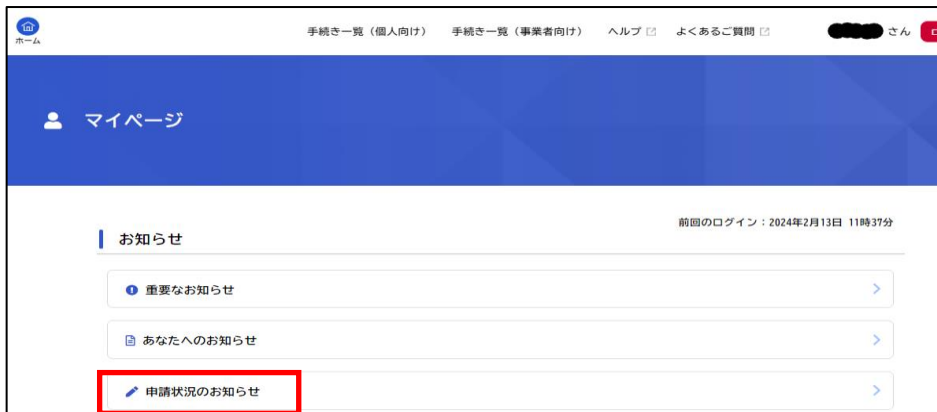 ホーム
手続き一覧（個人向け） 手続き一覧（事業者向け） ヘルプ よくあるご質問 さん
マイページ
前回のログイン：2024年2月13日 11時37分
お知らせ
重要なお知らせ
あなたへのお知らせ
申請状況のお知らせ